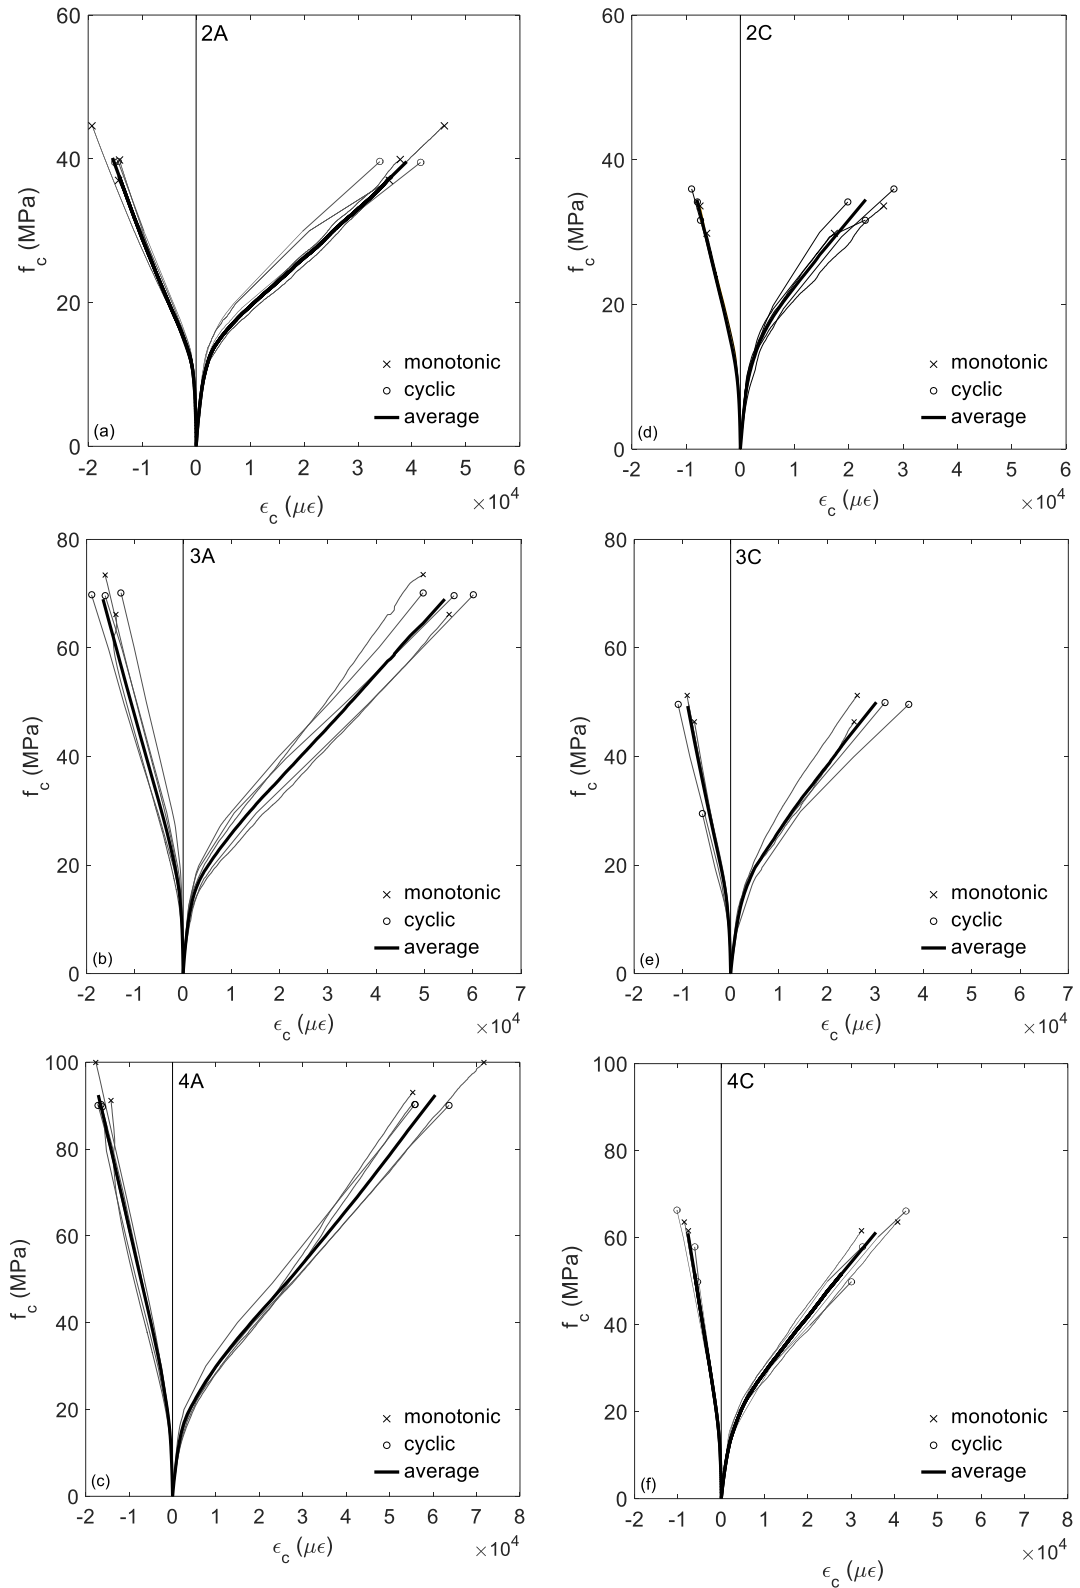 60
40
20
0
f_c (MPa)
2A
× monotonic
○ cyclic
average
(a)
-2 -1 0 1 2 3 4 5 6
×10^4
ϵ_c (μϵ)
60
40
20
0
f_c (MPa)
2C
× monotonic
○ cyclic
average
(d)
-2 -1 0 1 2 3 4 5 6
×10^4
ϵ_c (μϵ)
80
60
40
20
0
f_c (MPa)
3A
× monotonic
○ cyclic
average
(b)
-2 -1 0 1 2 3 4 5 6 7
×10^4
ϵ_c (μϵ)
80
60
40
20
0
f_c (MPa)
3C
× monotonic
○ cyclic
average
(e)
-2 -1 0 1 2 3 4 5 6 7
×10^4
ϵ_c (μϵ)
100
80
60
40
20
0
f_c (MPa)
4A
× monotonic
○ cyclic
average
(c)
-2 -1 0 1 2 3 4 5 6 7 8
×10^4
ϵ_c (μϵ)
100
80
60
40
20
0
f_c (MPa)
4C
× monotonic
○ cyclic
average
(f)
-2 -1 0 1 2 3 4 5 6 7 8
×10^4
ϵ_c (μϵ)